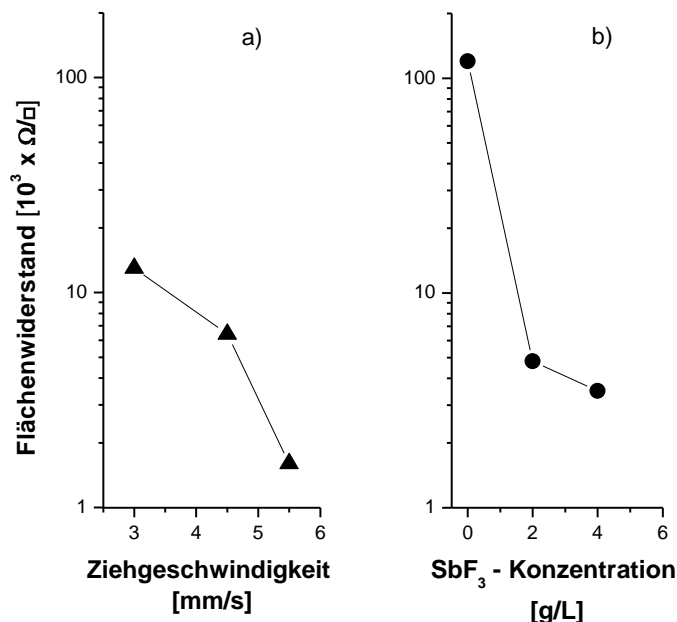 a)
b)
Flächenwiderstand [10³ x Ω/□]
100
10
1
3 4 5 6
Ziehgeschwindigkeit
[mm/s]
100
10
1
0 2 4 6
SbF₃ - Konzentration
[g/L]